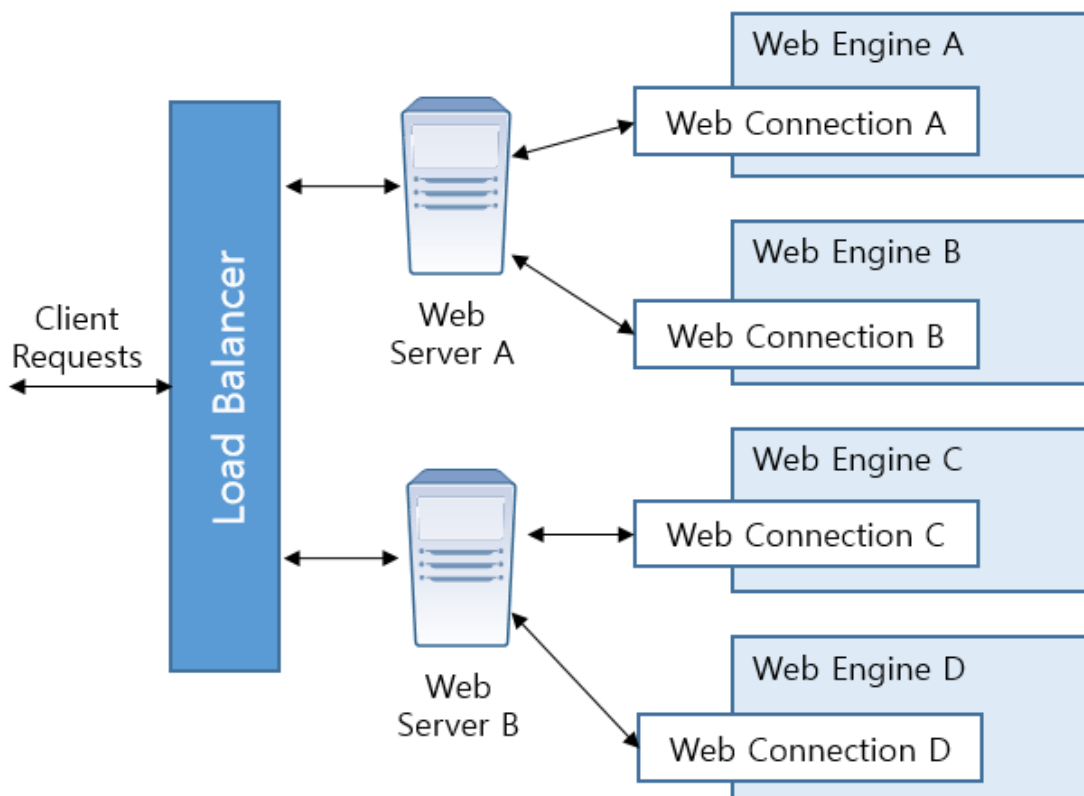 Client
Requests
Load Balancer
Web
Server A
Web
Server B
Web Engine A
Web Connection A
Web Engine B
Web Connection B
Web Engine C
Web Connection C
Web Engine D
Web Connection D